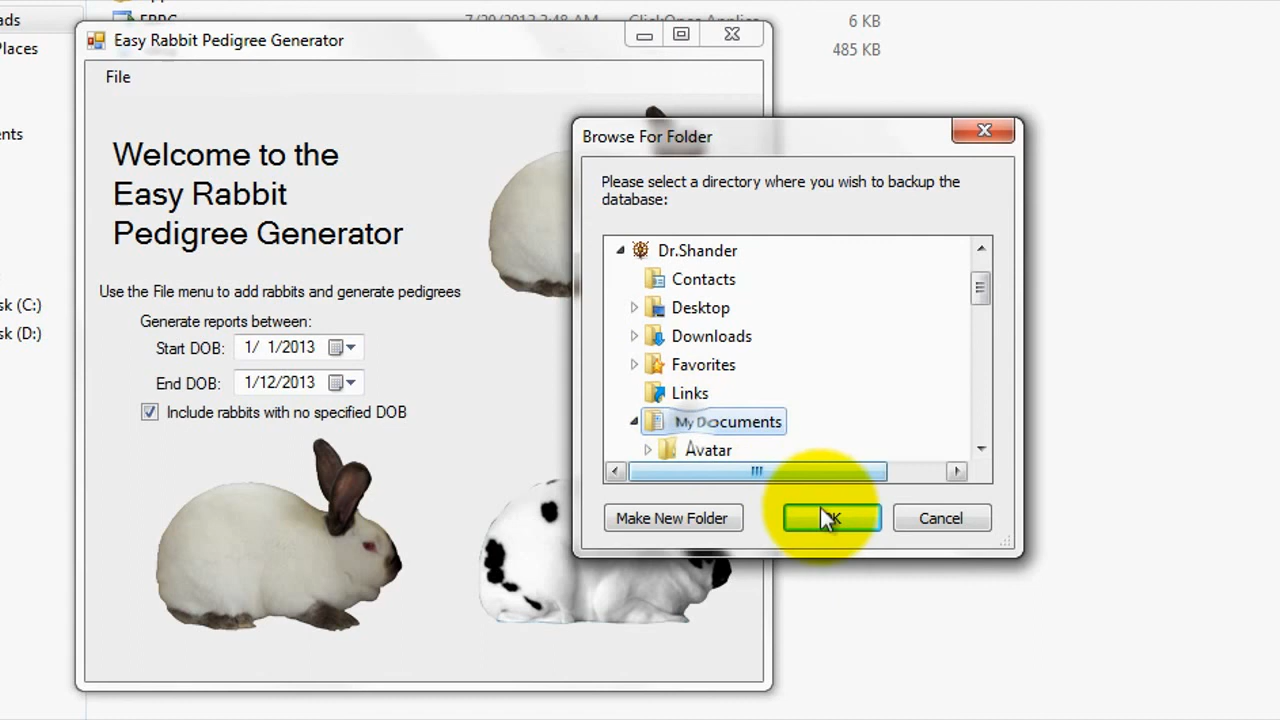 ads
Places
ents
sk (C:)
sk (D:)
6 KB
485 KB
Easy Rabbit Pedigree Generator
File
Welcome to the
Easy Rabbit
Pedigree Generator
Use the File menu to add rabbits and generate pedigrees
Generate reports between:
Start DOB: 1/ 1/2013
End DOB: 1/12/2013
Include rabbits with no specified DOB
Browse For Folder
Please select a directory where you wish to backup the
database:
Dr.Shander
Contacts
Desktop
Downloads
Favorites
Links
My Documents
Avatar
Make New Folder
OK
Cancel